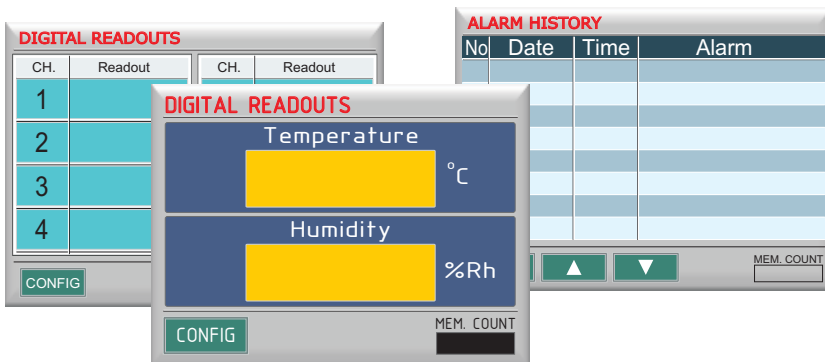 DIGITAL READOUTS
CH. Readout CH. Readout
1
2
3
4
CONFIG
DIGITAL READOUTS
Temperature
°C
Humidity
%Rh
CONFIG
MEM. COUNT
ALARM HISTORY
No Date Time Alarm
MEM. COUNT